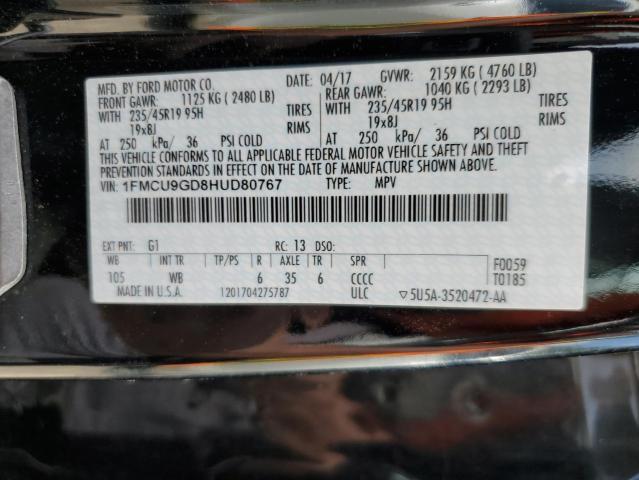 MFD. BY FORD MOTOR CO. DATE: 04/17 GVWR: 2159 KG ( 4760 LB)
FRONT GAWR: 1125 KG ( 2480 LB) REAR GAWR: 1040 KG ( 2293 LB)
WITH 235/45R19 95H TIRES WITH 235/45R19 95H TIRES
19x8J RIMS 19x8J RIMS
AT 250 kPa/ 36 PSI COLD AT 250 kPa/ 36 PSI COLD
THIS VEHICLE CONFORMS TO ALL APPLICABLE FEDERAL MOTOR VEHICLE SAFETY AND THEFT
PREVENTION STANDARDS IN EFFECT ON THE DATE OF MANUFACTURE SHOWN ABOVE.
VIN: 1FMCU9GD8HUD80767 TYPE: MPV
EXT PNT: G1 RC: 13 DSO: F0059
WB INT TR TP/PS R AXLE TR SPR T0185
105 WB 6 35 6 CCCC
MADE IN U.S.A. 1201704275787 ULC ▽5U5A-3520472-AA